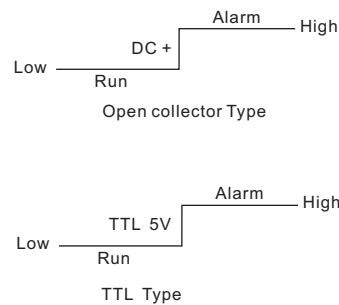 Alarm
High
DC +
Low
Run
Open collector Type
Alarm
High
TTL 5V
Low
Run
TTL Type